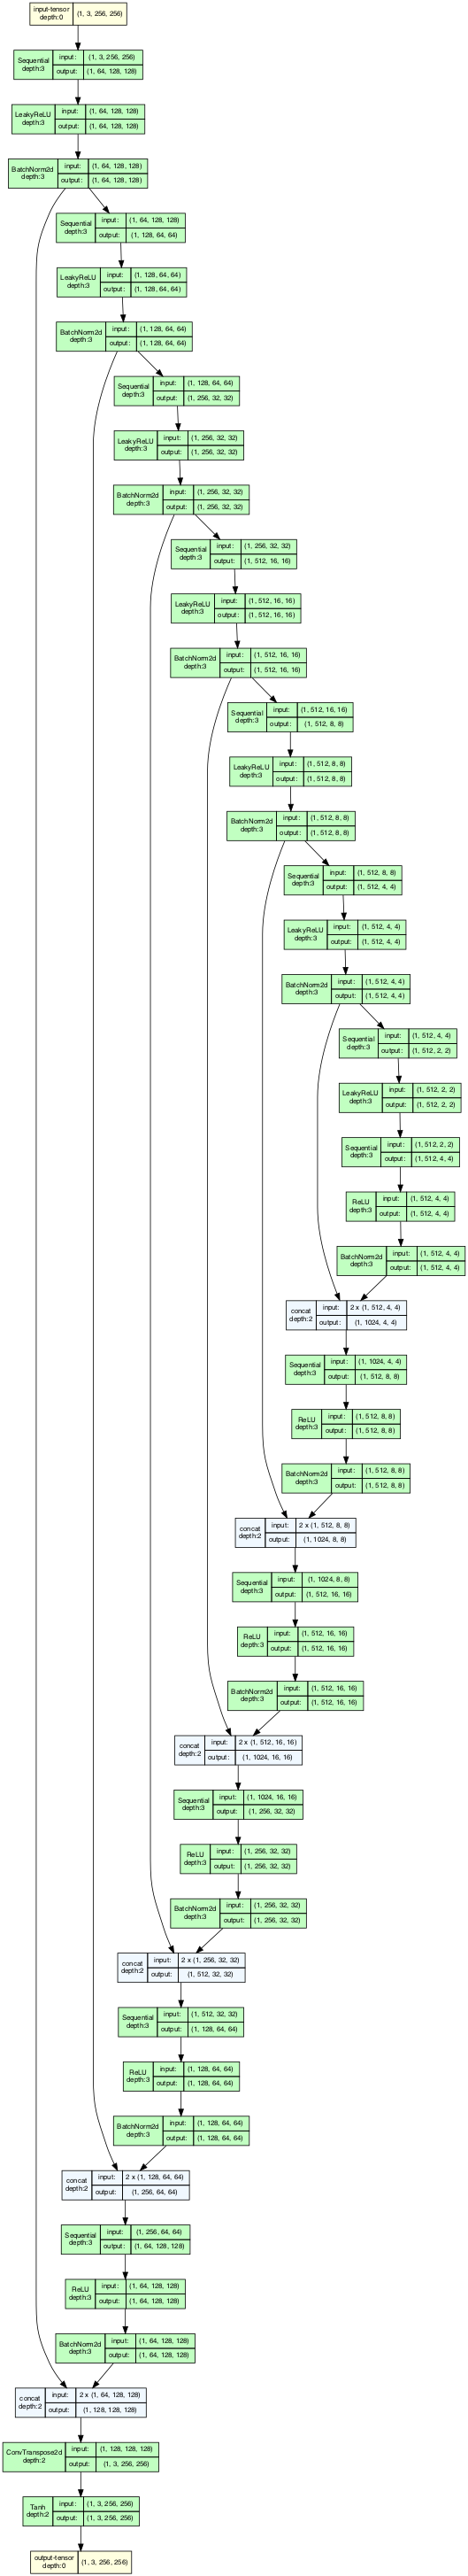 input-tensor
depth:0
(1, 3, 256, 256)
Sequential
depth:3
input: (1, 3, 256, 256)
output: (1, 64, 128, 128)
LeakyReLU
depth:3
input: (1, 64, 128, 128)
output: (1, 64, 128, 128)
BatchNorm2d
depth:3
input: (1, 64, 128, 128)
output: (1, 64, 128, 128)
Sequential
depth:3
input: (1, 64, 128, 128)
output: (1, 128, 64, 64)
LeakyReLU
depth:3
input: (1, 128, 64, 64)
output: (1, 128, 64, 64)
BatchNorm2d
depth:3
input: (1, 128, 64, 64)
output: (1, 128, 64, 64)
Sequential
depth:3
input: (1, 128, 64, 64)
output: (1, 256, 32, 32)
LeakyReLU
depth:3
input: (1, 256, 32, 32)
output: (1, 256, 32, 32)
BatchNorm2d
depth:3
input: (1, 256, 32, 32)
output: (1, 256, 32, 32)
Sequential
depth:3
input: (1, 256, 32, 32)
output: (1, 512, 16, 16)
LeakyReLU
depth:3
input: (1, 512, 16, 16)
output: (1, 512, 16, 16)
BatchNorm2d
depth:3
input: (1, 512, 16, 16)
output: (1, 512, 16, 16)
Sequential
depth:3
input: (1, 512, 16, 16)
output: (1, 512, 8, 8)
LeakyReLU
depth:3
input: (1, 512, 8, 8)
output: (1, 512, 8, 8)
BatchNorm2d
depth:3
input: (1, 512, 8, 8)
output: (1, 512, 8, 8)
Sequential
depth:3
input: (1, 512, 8, 8)
output: (1, 512, 4, 4)
LeakyReLU
depth:3
input: (1, 512, 4, 4)
output: (1, 512, 4, 4)
BatchNorm2d
depth:3
input: (1, 512, 4, 4)
output: (1, 512, 4, 4)
Sequential
depth:3
input: (1, 512, 4, 4)
output: (1, 512, 2, 2)
LeakyReLU
depth:3
input: (1, 512, 2, 2)
output: (1, 512, 2, 2)
Sequential
depth:3
input: (1, 512, 2, 2)
output: (1, 512, 4, 4)
ReLU
depth:3
input: (1, 512, 4, 4)
output: (1, 512, 4, 4)
BatchNorm2d
depth:3
input: (1, 512, 4, 4)
output: (1, 512, 4, 4)
concat
depth:2
input: 2 x (1, 512, 4, 4)
output: (1, 1024, 4, 4)
Sequential
depth:3
input: (1, 1024, 4, 4)
output: (1, 512, 8, 8)
ReLU
depth:3
input: (1, 512, 8, 8)
output: (1, 512, 8, 8)
BatchNorm2d
depth:3
input: (1, 512, 8, 8)
output: (1, 512, 8, 8)
concat
depth:2
input: 2 x (1, 512, 8, 8)
output: (1, 1024, 8, 8)
Sequential
depth:3
input: (1, 1024, 8, 8)
output: (1, 512, 16, 16)
ReLU
depth:3
input: (1, 512, 16, 16)
output: (1, 512, 16, 16)
BatchNorm2d
depth:3
input: (1, 512, 16, 16)
output: (1, 512, 16, 16)
concat
depth:2
input: 2 x (1, 512, 16, 16)
output: (1, 1024, 16, 16)
Sequential
depth:3
input: (1, 1024, 16, 16)
output: (1, 256, 32, 32)
ReLU
depth:3
input: (1, 256, 32, 32)
output: (1, 256, 32, 32)
BatchNorm2d
depth:3
input: (1, 256, 32, 32)
output: (1, 256, 32, 32)
concat
depth:2
input: 2 x (1, 256, 32, 32)
output: (1, 512, 32, 32)
Sequential
depth:3
input: (1, 512, 32, 32)
output: (1, 128, 64, 64)
ReLU
depth:3
input: (1, 128, 64, 64)
output: (1, 128, 64, 64)
BatchNorm2d
depth:3
input: (1, 128, 64, 64)
output: (1, 128, 64, 64)
concat
depth:2
input: 2 x (1, 128, 64, 64)
output: (1, 256, 64, 64)
Sequential
depth:3
input: (1, 256, 64, 64)
output: (1, 64, 128, 128)
ReLU
depth:3
input: (1, 64, 128, 128)
output: (1, 64, 128, 128)
BatchNorm2d
depth:3
input: (1, 64, 128, 128)
output: (1, 64, 128, 128)
concat
depth:2
input: 2 x (1, 64, 128, 128)
output: (1, 128, 128, 128)
ConvTranspose2d
depth:2
input: (1, 128, 128, 128)
output: (1, 3, 256, 256)
Tanh
depth:2
input: (1, 3, 256, 256)
output: (1, 3, 256, 256)
output-tensor
depth:0
(1, 3, 256, 256)